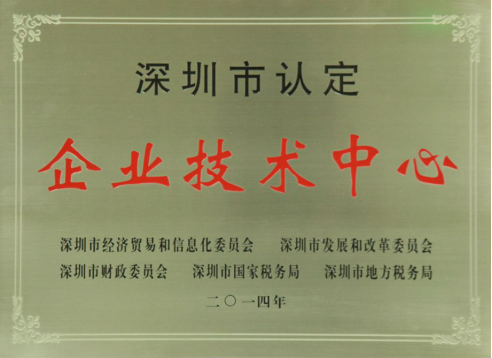 深圳市认定
企业技术中心
深圳市经济贸易和信息化委员会 深圳市发展和改革委员会
深圳市财政委员会 深圳市国家税务局 深圳市地方税务局
二〇一四年